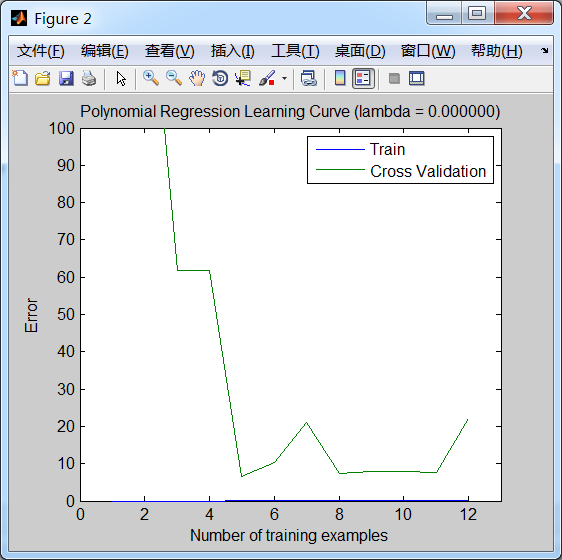 Figure 2
文件(F) 编辑(E) 查看(V) 插入(I) 工具(T) 桌面(D) 窗口(W) 帮助(H)
Polynomial Regression Learning Curve (lambda = 0.000000)
100
90
80
70
60
50
40
30
20
10
0
Error
Train
Cross Validation
0 2 4 6 8 10 12
Number of training examples